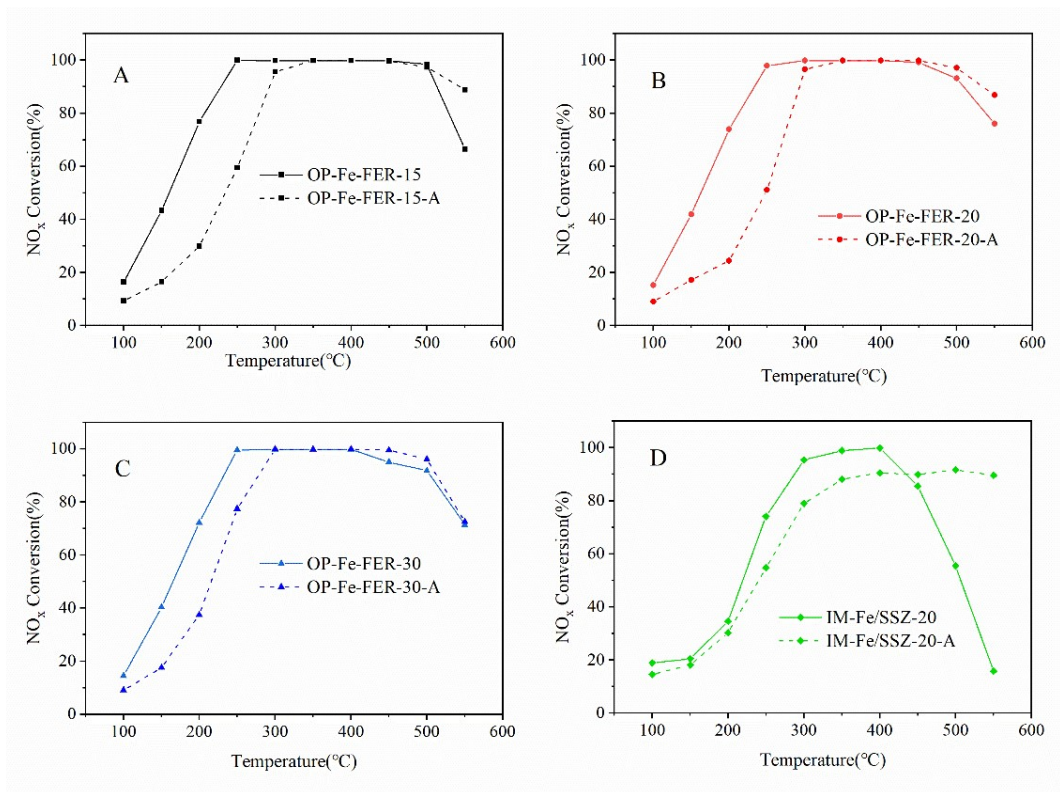 A
NOx Conversion(%)
100
80
60
40
20
0
OP-Fe-FER-15
OP-Fe-FER-15-A
100 200 300 400 500 600
Temperature(℃)
B
NOx Conversion(%)
100
80
60
40
20
0
OP-Fe-FER-20
OP-Fe-FER-20-A
100 200 300 400 500 600
Temperature(℃)
C
NOx Conversion(%)
100
80
60
40
20
0
OP-Fe-FER-30
OP-Fe-FER-30-A
100 200 300 400 500 600
Temperature(℃)
D
NOx Conversion(%)
100
80
60
40
20
0
IM-Fe/SSZ-20
IM-Fe/SSZ-20-A
100 200 300 400 500 600
Temperature(℃)